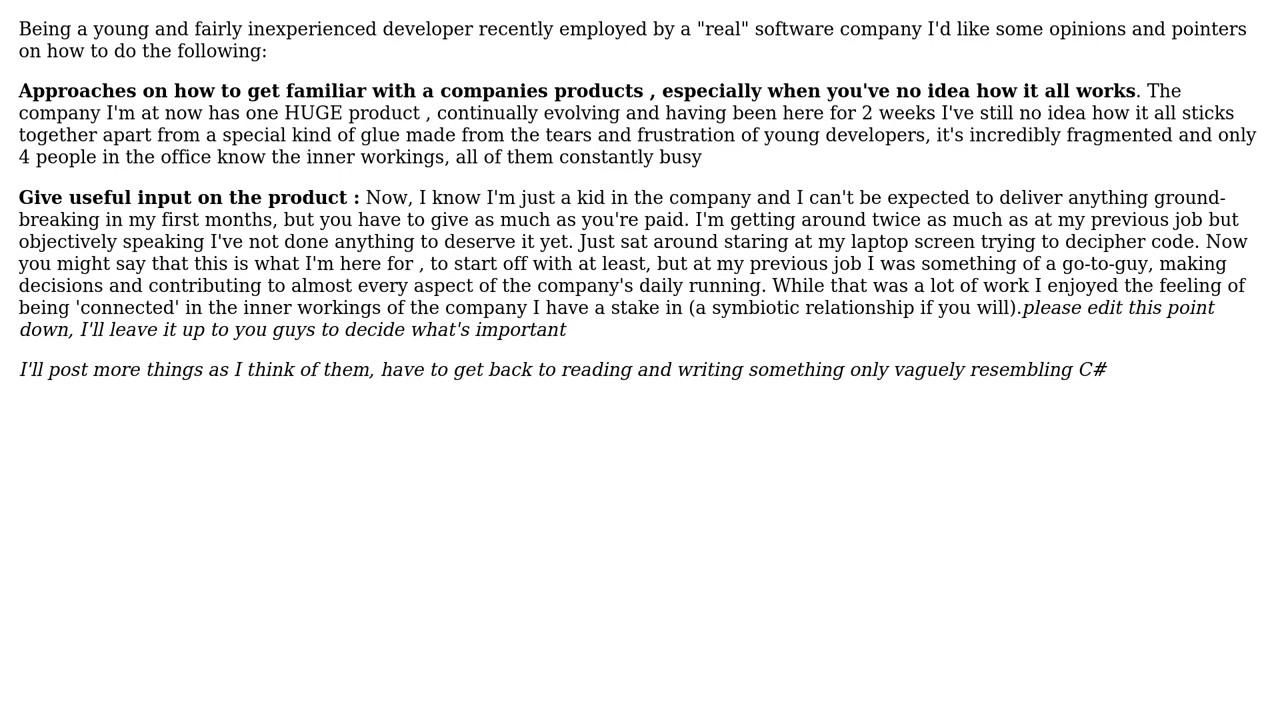 Being a young and fairly inexperienced developer recently employed by a "real" software company I'd like some opinions and pointers
on how to do the following:
Approaches on how to get familiar with a companies products , especially when you've no idea how it all works. The
company I'm at now has one HUGE product , continually evolving and having been here for 2 weeks I've still no idea how it all sticks
together apart from a special kind of glue made from the tears and frustration of young developers, it's incredibly fragmented and only
4 people in the office know the inner workings, all of them constantly busy
Give useful input on the product : Now, I know I'm just a kid in the company and I can't be expected to deliver anything ground-
breaking in my first months, but you have to give as much as you're paid. I'm getting around twice as much as at my previous job but
objectively speaking I've not done anything to deserve it yet. Just sat around staring at my laptop screen trying to decipher code. Now
you might say that this is what I'm here for , to start off with at least, but at my previous job I was something of a go-to-guy, making
decisions and contributing to almost every aspect of the company's daily running. While that was a lot of work I enjoyed the feeling of
being 'connected' in the inner workings of the company I have a stake in (a symbiotic relationship if you will).please edit this point
down, I'll leave it up to you guys to decide what's important
I'll post more things as I think of them, have to get back to reading and writing something only vaguely resembling C#